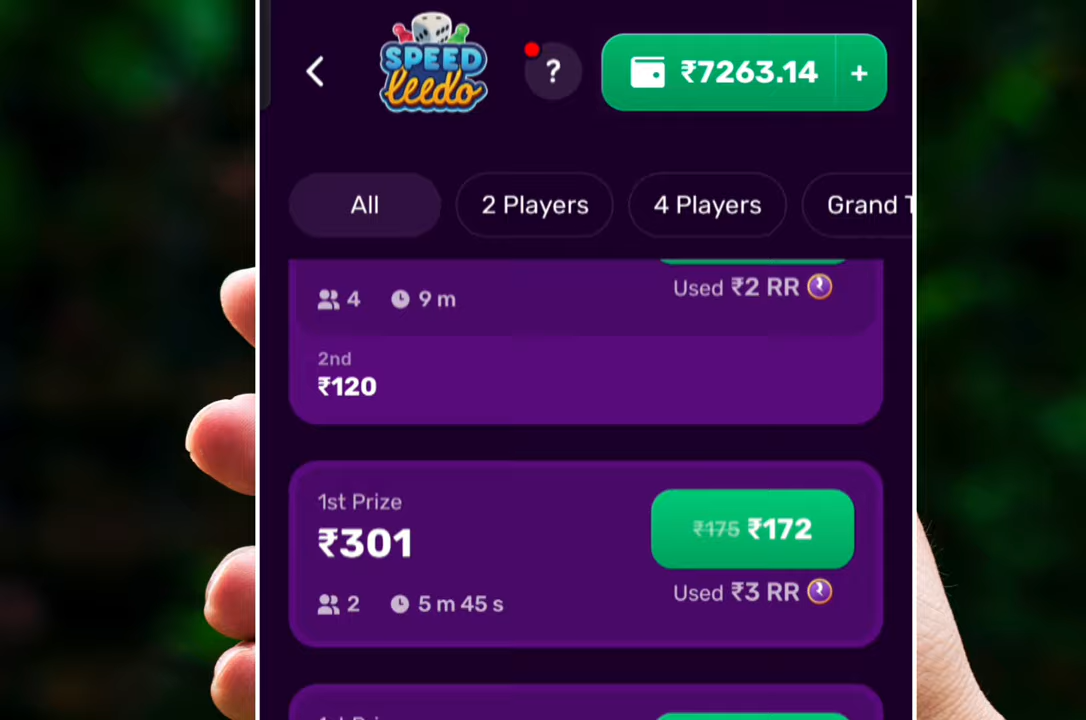 SPEED
leedo
?
₹7263.14 +
All
2 Players
4 Players
Grand T
4
9 m
Used ₹2 RR
2nd
₹120
1st Prize
₹301
₹175 ₹172
2
5 m 45 s
Used ₹3 RR